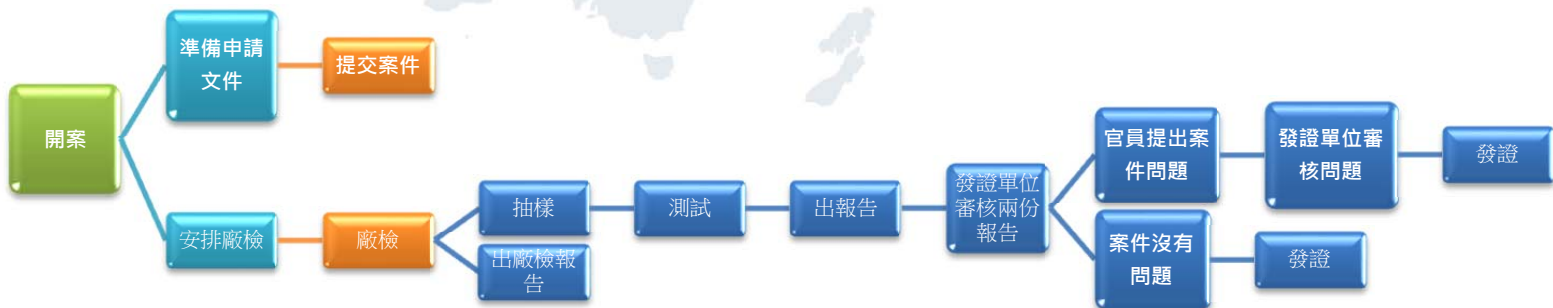 開案
準備申請
文件
提交案件
安排廠檢
廠檢
抽樣
測試
出報告
出廠檢報
告
發證單位
審核兩份
報告
官員提出案
件問題
發證單位審
核問題
發證
案件沒有
問題
發證